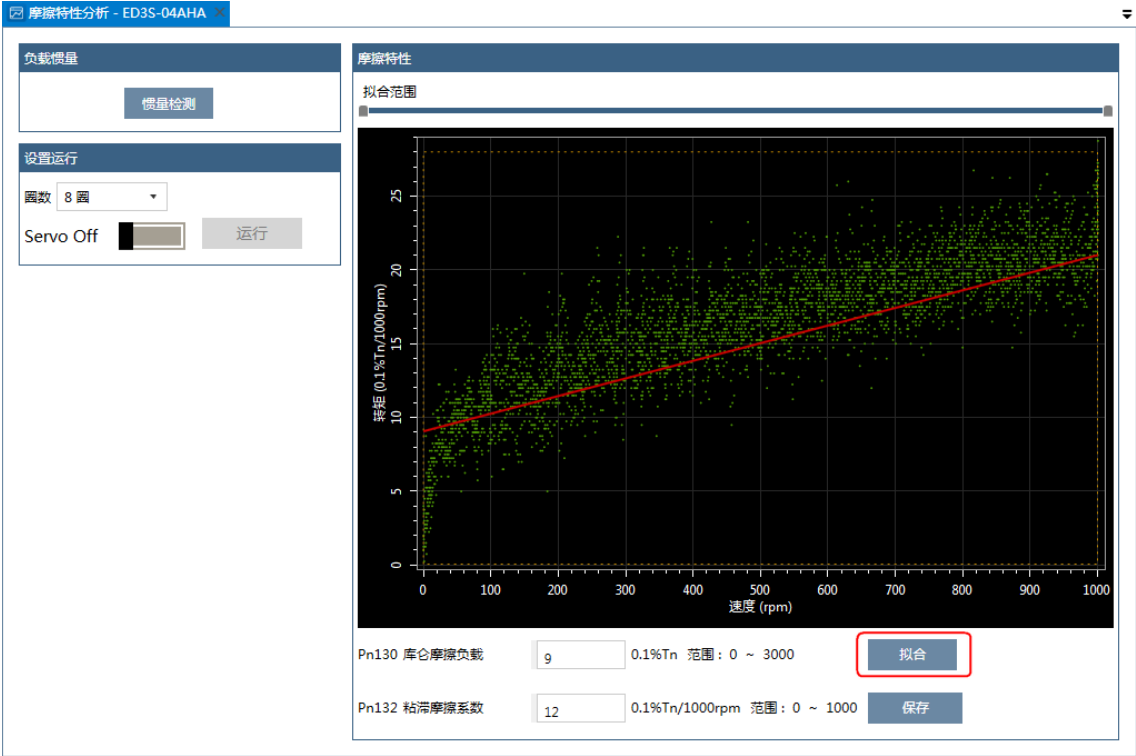 摩擦特性分析 - ED3S-04AHA
负载惯量
惯量检测
设置运行
圈数 8 圈
Servo Off 运行
摩擦特性
拟合范围
转矩 (0.1%Tn/1000rpm)
25
20
15
10
5
0
0 100 200 300 400 500 600 700 800 900 1000
速度 (rpm)
Pn130 库仑摩擦负载 9 0.1%Tn 范围: 0 ~ 3000 拟合
Pn132 粘滞摩擦系数 12 0.1%Tn/1000rpm 范围: 0 ~ 1000 保存